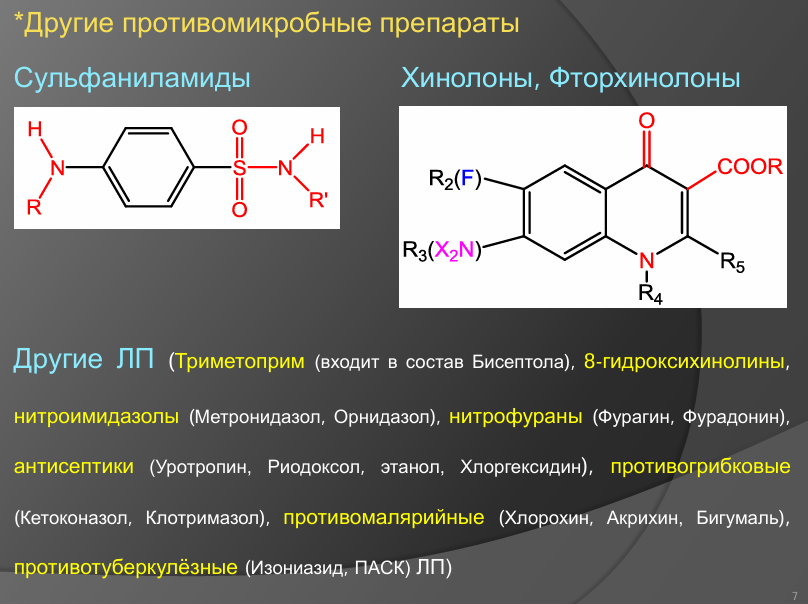 *Другие противомикробные препараты
Сульфаниламиды
Хинолоны, Фторхинолоны
H
N
R
O
S
O
N
H
R'
O
COOR
R2(F)
R3(X2N)
N
R4
R5
Другие ЛП (Триметоприм (входит в состав Бисептола), 8-гидроксихинолины,
нитроимидазолы (Метронидазол, Орнидазол), нитрофураны (Фурагин, Фурадонин),
антисептики (Уротропин, Риодоксол, этанол, Хлоргексидин), противогрибковые
(Кетоконазол, Клотримазол), противомалярийные (Хлорохин, Акрихин, Бигумаль),
противотуберкулёзные (Изониазид, ПАСК) ЛП)
7